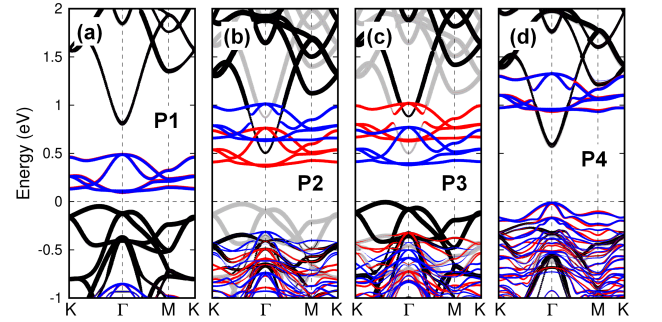 (a) (b) (c) (d)
2
1.5
1
0.5
0
-0.5
-1
Energy (eV)
P1 P2 P3 P4
K Γ M K K Γ M K K Γ M K K Γ M K